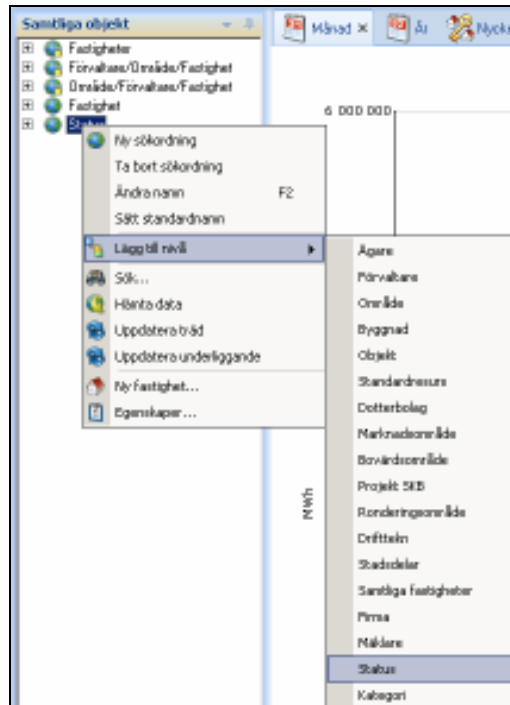 Samtliga objekt
Månad
År
Fastigheter
Förvaltare/Område/Fastighet
Område/Förvaltare/Fastighet
Fastighet
Status
6 000 000
Ny sökordning
Ta bort sökordning
Ändra namn F2
Sätt standardnamn
Lägg till nivå
Sök...
Hämta data
Uppdatera träd
Uppdatera underliggande
Ny fastighet...
Egenskaper...
Ägare
Förvaltare
Område
Byggnad
Objekt
Standardresurs
Dotterbolag
Marknadsområde
Bovärdsområde
Projekt SKB
Ronderingsområde
Drifttekn
Stadsdelar
Samtliga fastigheter
Firma
Mäklare
Status
Kategori
MWh